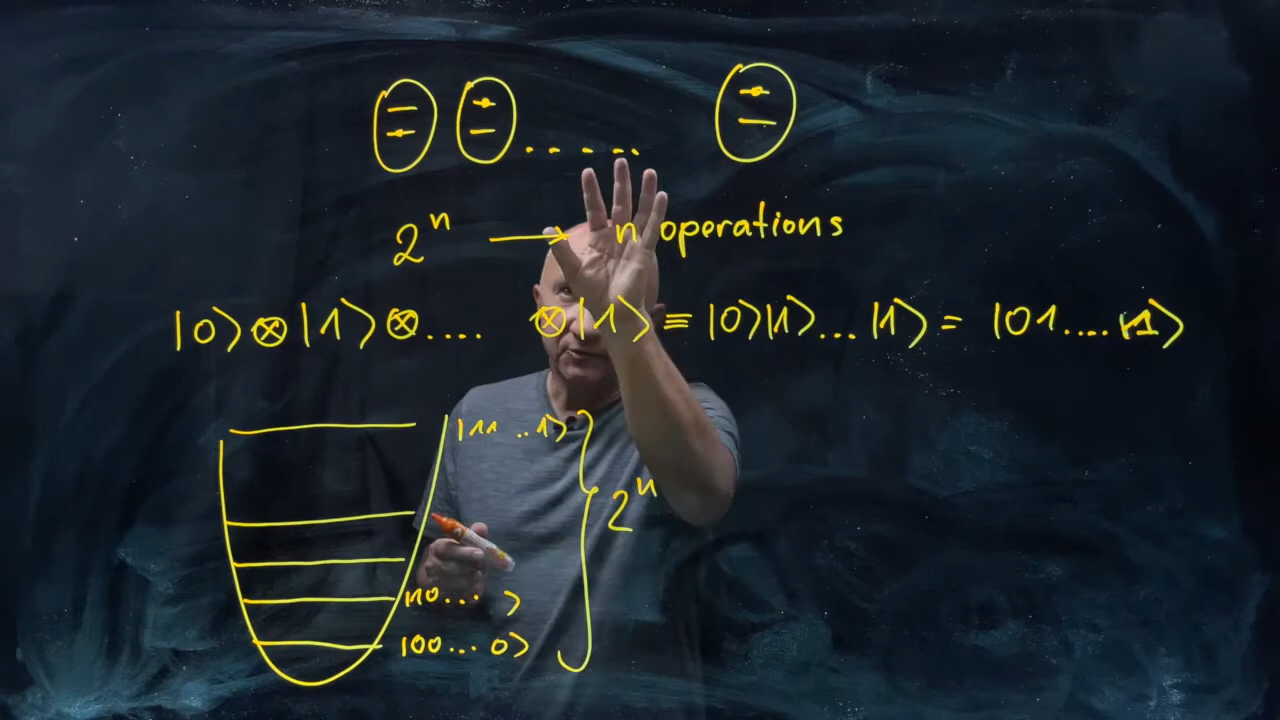 2ⁿ → n operations
|0⟩⊗|1⟩⊗.... ⊗|1⟩≡|0⟩|1⟩...|1⟩= |01....1⟩
|11..1⟩
2ⁿ
|10... ⟩
|00...0⟩